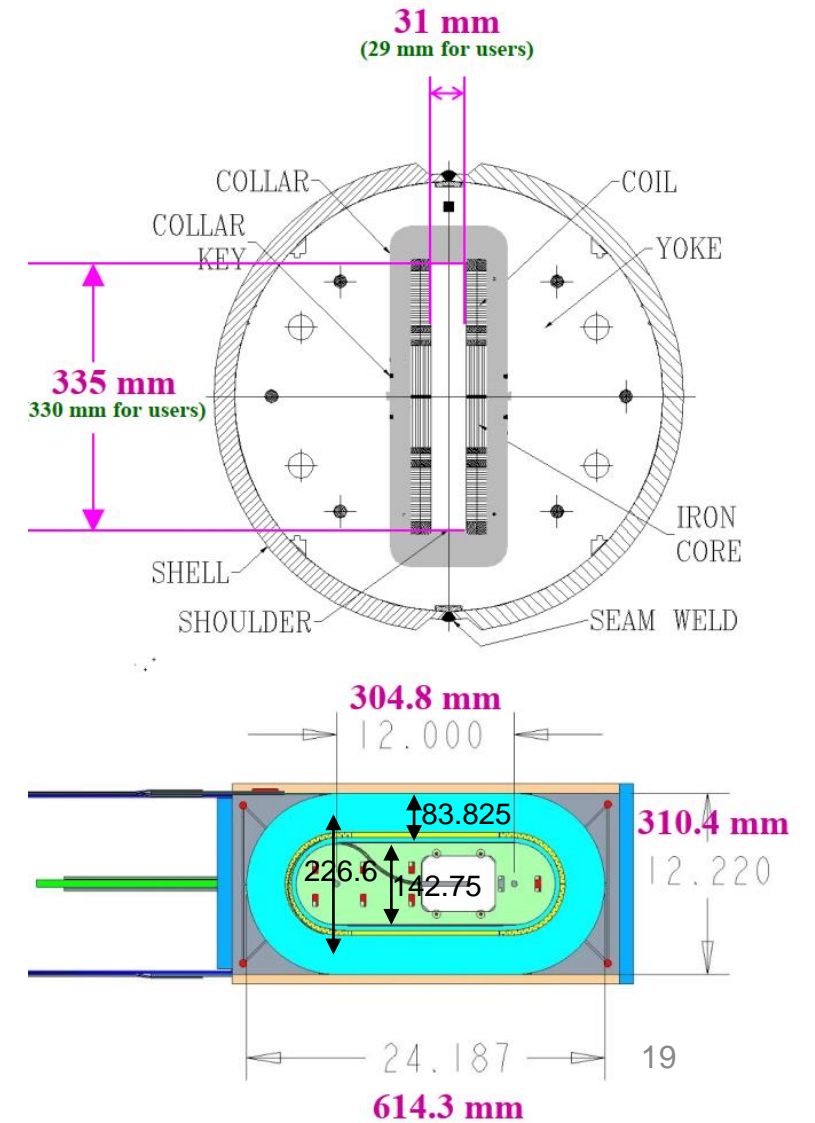 31 mm
(29 mm for users)
COLLAR
COIL
COLLAR
KEY
YOKE
335 mm
330 mm for users)
IRON
CORE
SHELL
SHOULDER
SEAM WELD
304.8 mm
12.000
83.825
310.4 mm
226.6
142.75
12.220
24.187
19
614.3 mm